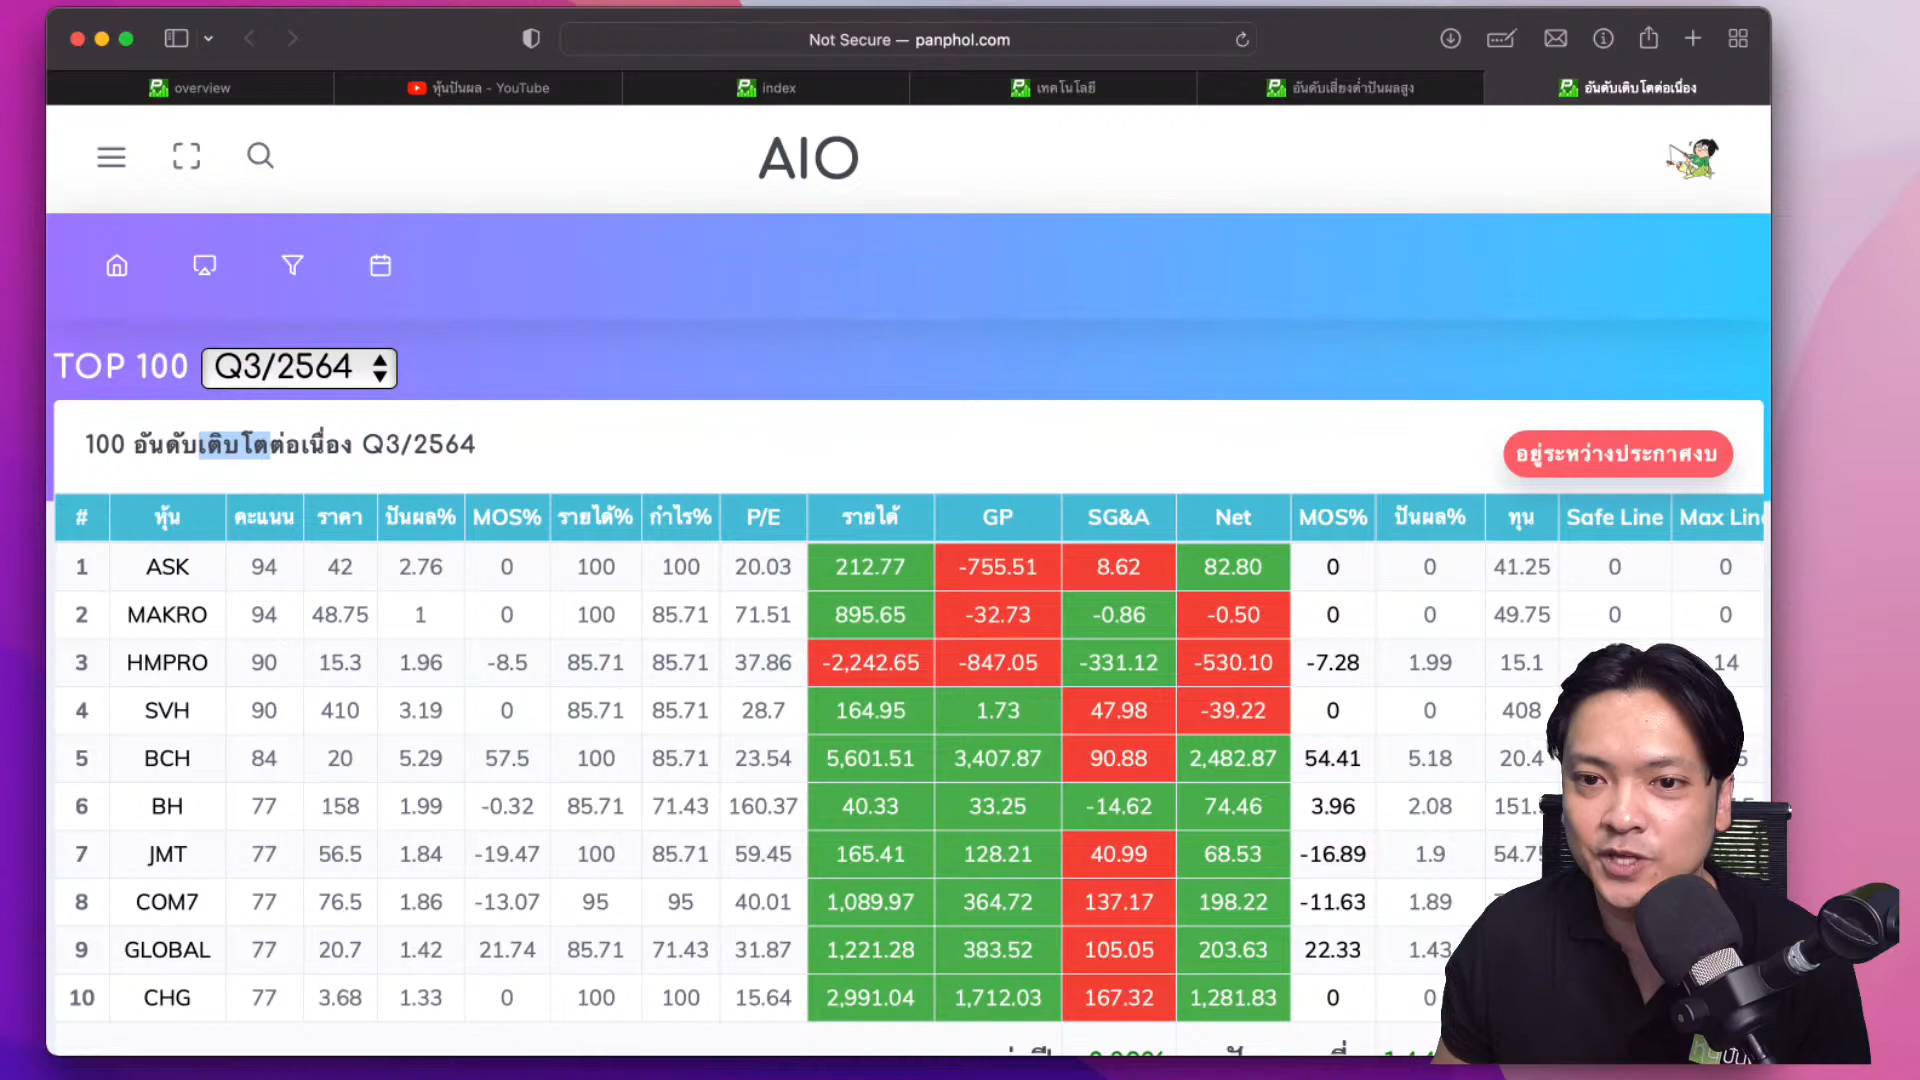 Not Secure — panphol.com
overview
หุ้นปันผล - YouTube
index
เทคโนโลยี
อันดับเสี่ยงต่ำปันผลสูง
อันดับเติบโตต่อเนื่อง
AIO
TOP 100 Q3/2564
100 อันดับเติบโตต่อเนื่อง Q3/2564
อยู่ระหว่างประกาศงบ
# หุ้น คะแนน ราคา ปันผล% MOS% รายได้% กำไร% P/E รายได้ GP SG&A Net MOS% ปันผล% ทุน Safe Line Max
1 ASK 94 42 2.76 0 100 100 20.03 212.77 -755.51 8.62 82.80 0 0 41.25 0 0
2 MAKRO 94 48.75 1 0 100 85.71 71.51 895.65 -32.73 -0.86 -0.50 0 0 49.75 0 0
3 HMPRO 90 15.3 1.96 -8.5 85.71 85.71 37.86 -2,242.65 -847.05 -331.12 -530.10 -7.28 1.99 15.1 14
4 SVH 90 410 3.19 0 85.71 85.71 28.7 164.95 1.73 47.98 -39.22 0 0 408
5 BCH 84 20 5.29 57.5 100 85.71 23.54 5,601.51 3,407.87 90.88 2,482.87 54.41 5.18 20.4
6 BH 77 158 1.99 -0.32 85.71 71.43 160.37 40.33 33.25 -14.62 74.46 3.96 2.08 151.
7 JMT 77 56.5 1.84 -19.47 100 85.71 59.45 165.41 128.21 40.99 68.53 -16.89 1.9 54.75
8 COM7 77 76.5 1.86 -13.07 95 95 40.01 1,089.97 364.72 137.17 198.22 -11.63 1.89
9 GLOBAL 77 20.7 1.42 21.74 85.71 71.43 31.87 1,221.28 383.52 105.05 203.63 22.33 1.43
10 CHG 77 3.68 1.33 0 100 100 15.64 2,991.04 1,712.03 167.32 1,281.83 0 0